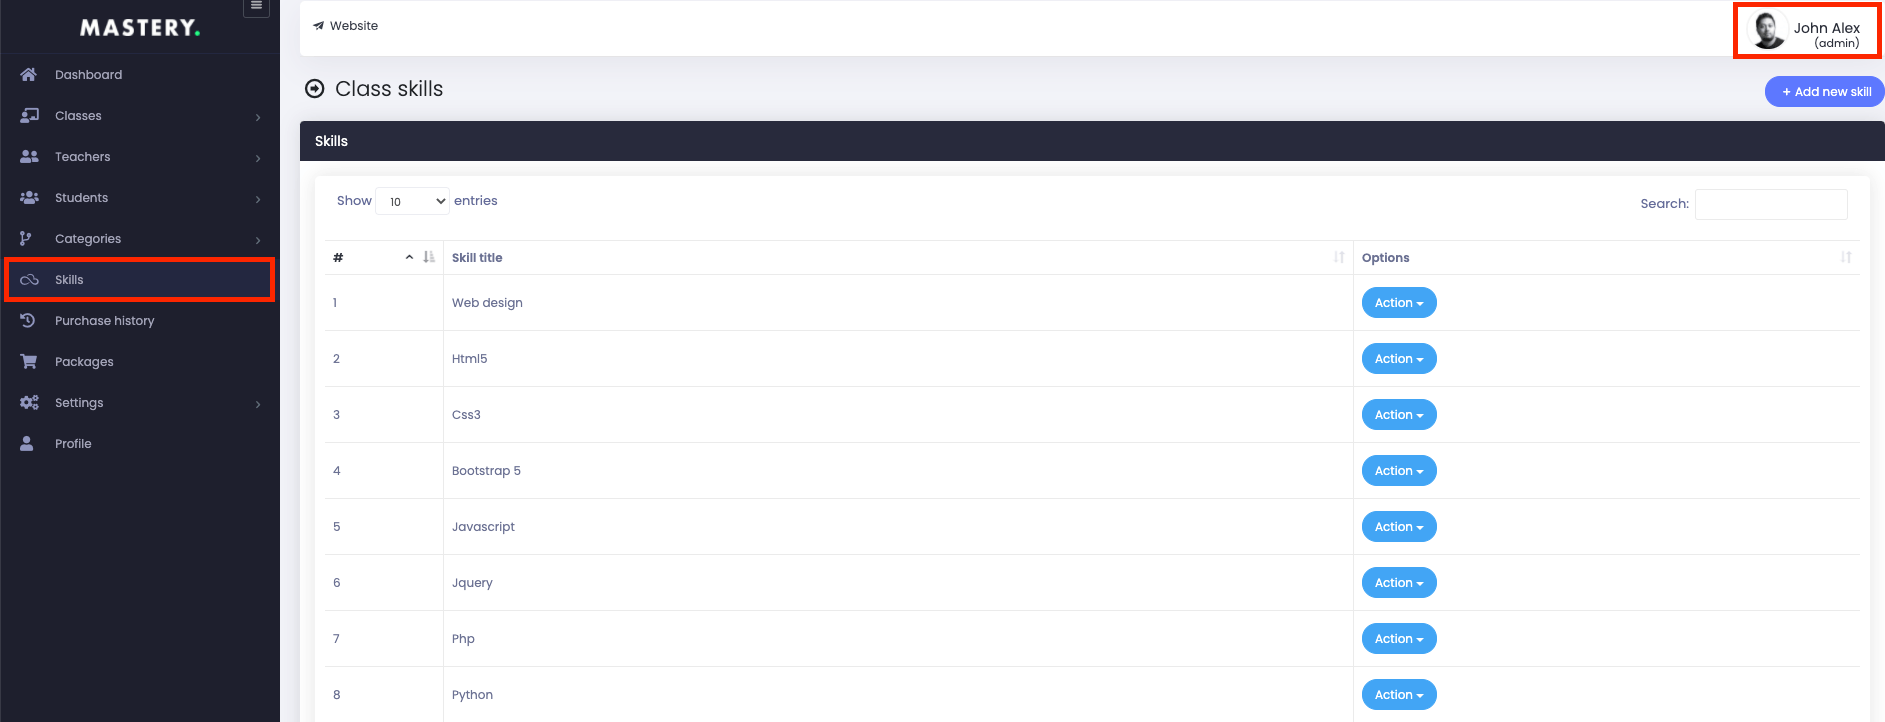 MASTERY.
Dashboard
Classes
Teachers
Students
Categories
Skills
Purchase history
Packages
Settings
Profile
Website
John Alex
(admin)
Class skills
+ Add new skill
Skills
Show 10 entries
Search:
# Skill title Options
1 Web design Action
2 Html5 Action
3 Css3 Action
4 Bootstrap 5 Action
5 Javascript Action
6 Jquery Action
7 Php Action
8 Python Action